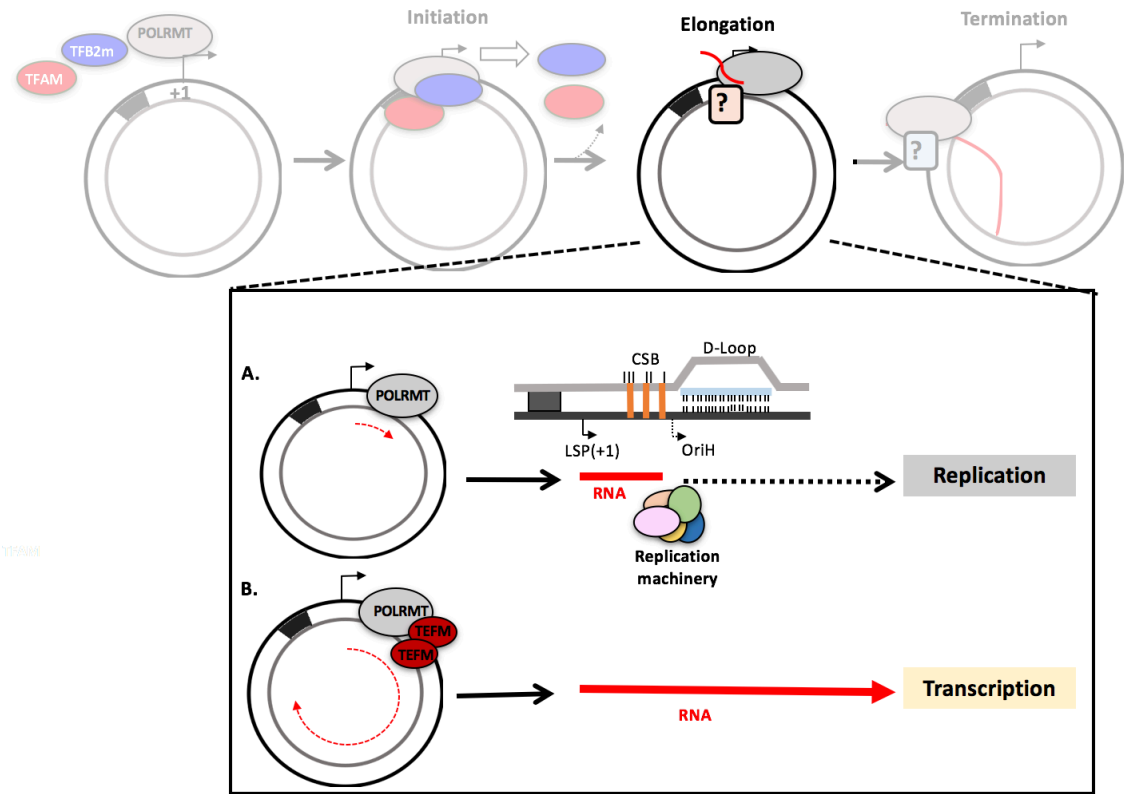 POLRMT
TFB2m
TFAM
+1
Initiation
Elongation
?
Termination
?
A.
POLRMT
CSB
D-Loop
LSP(+1)
OriH
RNA
Replication
machinery
Replication
B.
POLRMT
TEFM
TEFM
RNA
Transcription